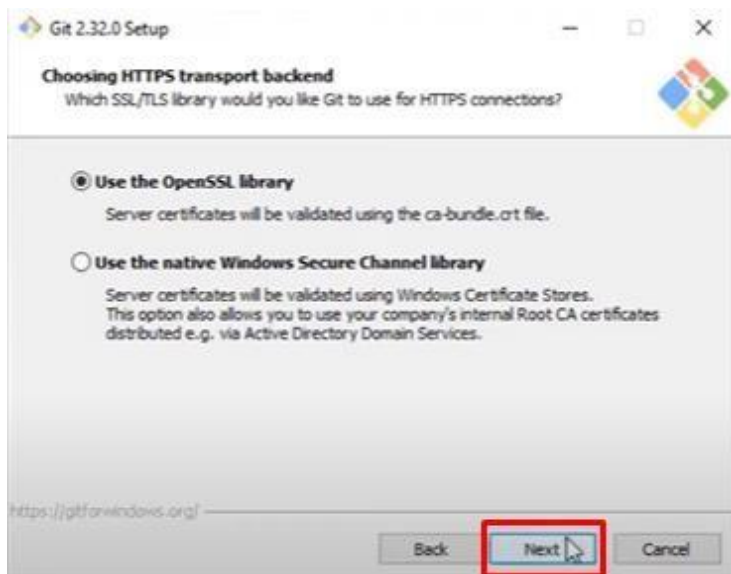 Git 2.32.0 Setup
Choosing HTTPS transport backend
Which SSL/TLS library would you like Git to use for HTTPS connections?
Use the OpenSSL library
Server certificates will be validated using the ca-bundle.crt file.
Use the native Windows Secure Channel library
Server certificates will be validated using Windows Certificate Stores.
This option also allows you to use your company's internal Root CA certificates
distributed e.g. via Active Directory Domain Services.
https://gitforwindows.org/
Back Next Cancel